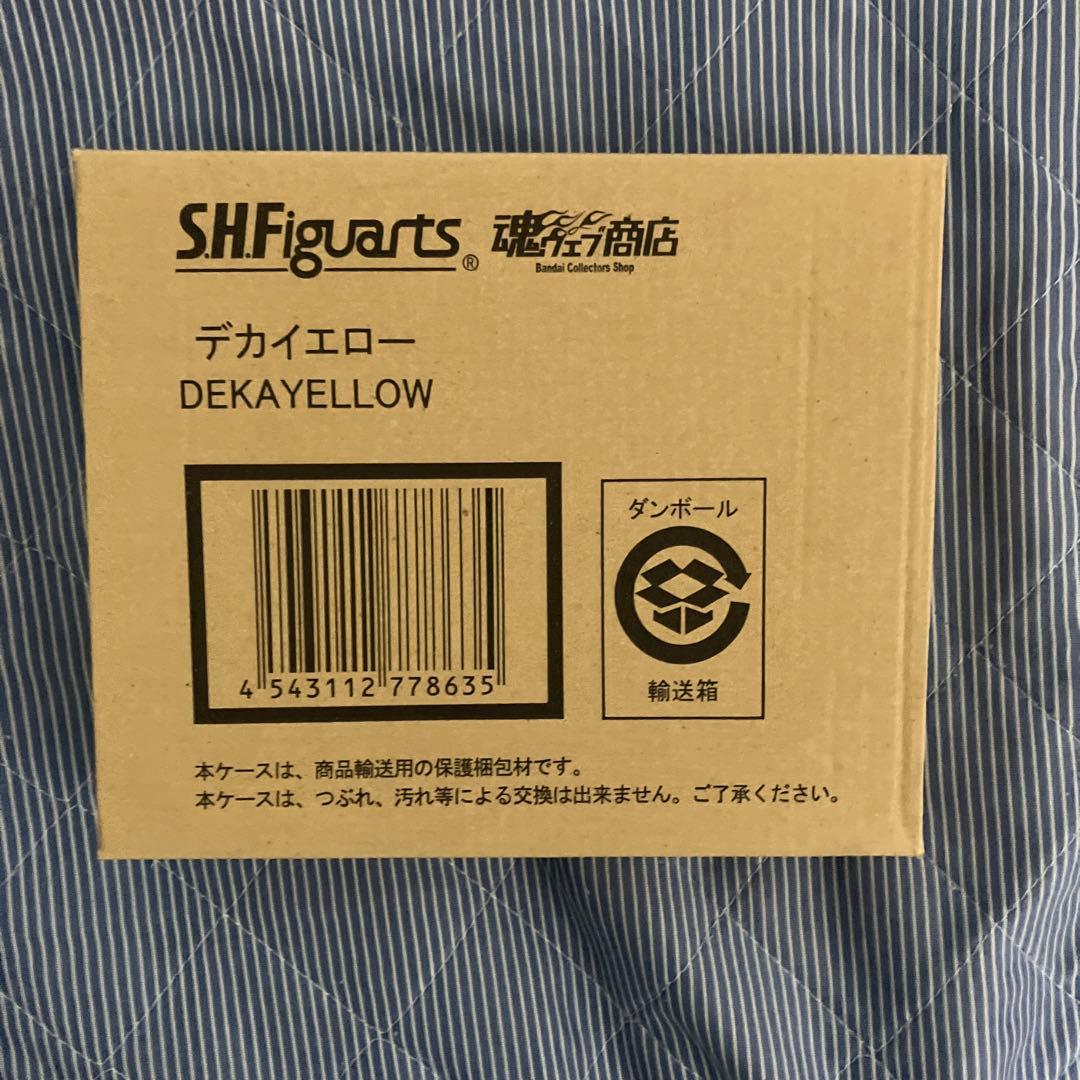 S.H.Figuarts® 魂ウェブ商店
Bandai Collectors Shop
デカイエロー
DEKAYELLOW
4 543112 778635
ダンボール
輸送箱
本ケースは、商品輸送用の保護梱包材です。
本ケースは、つぶれ、汚れ等による交換は出来ません。ご了承ください。